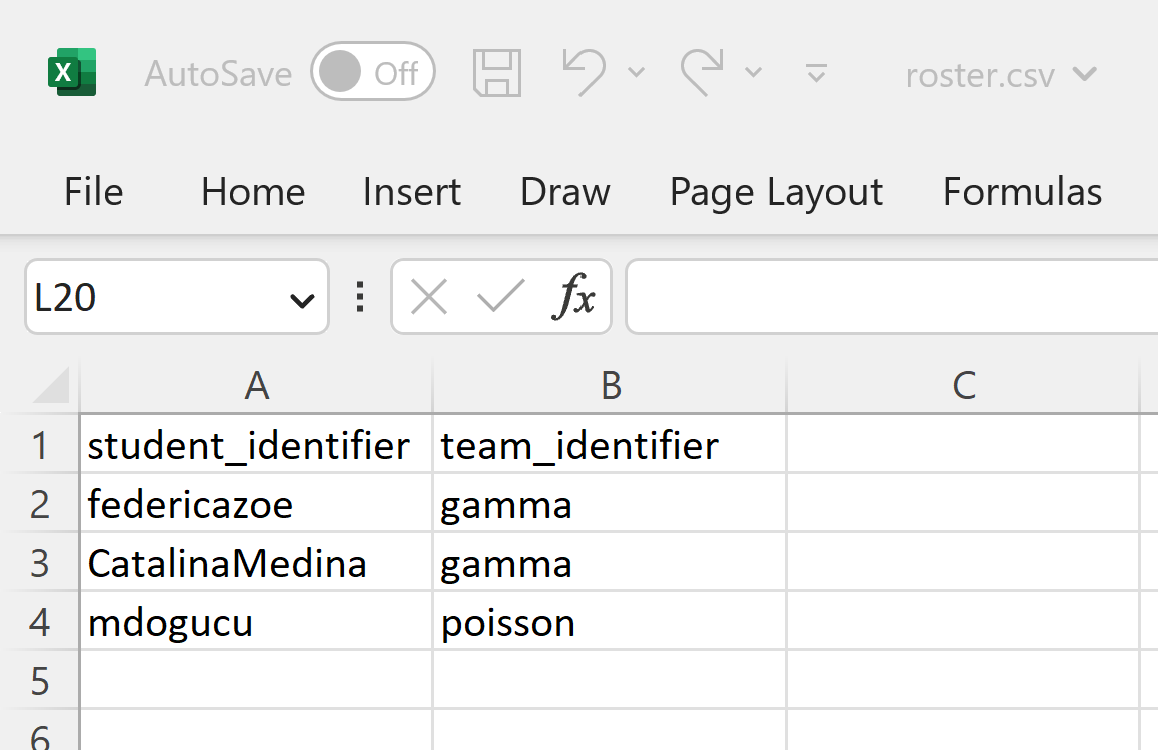 X AutoSave Off roster.csv
File Home Insert Draw Page Layout Formulas
L20 fx
A B C
1 student_identifier team_identifier
2 federicazoe gamma
3 CatalinaMedina gamma
4 mdogucu poisson
5
6